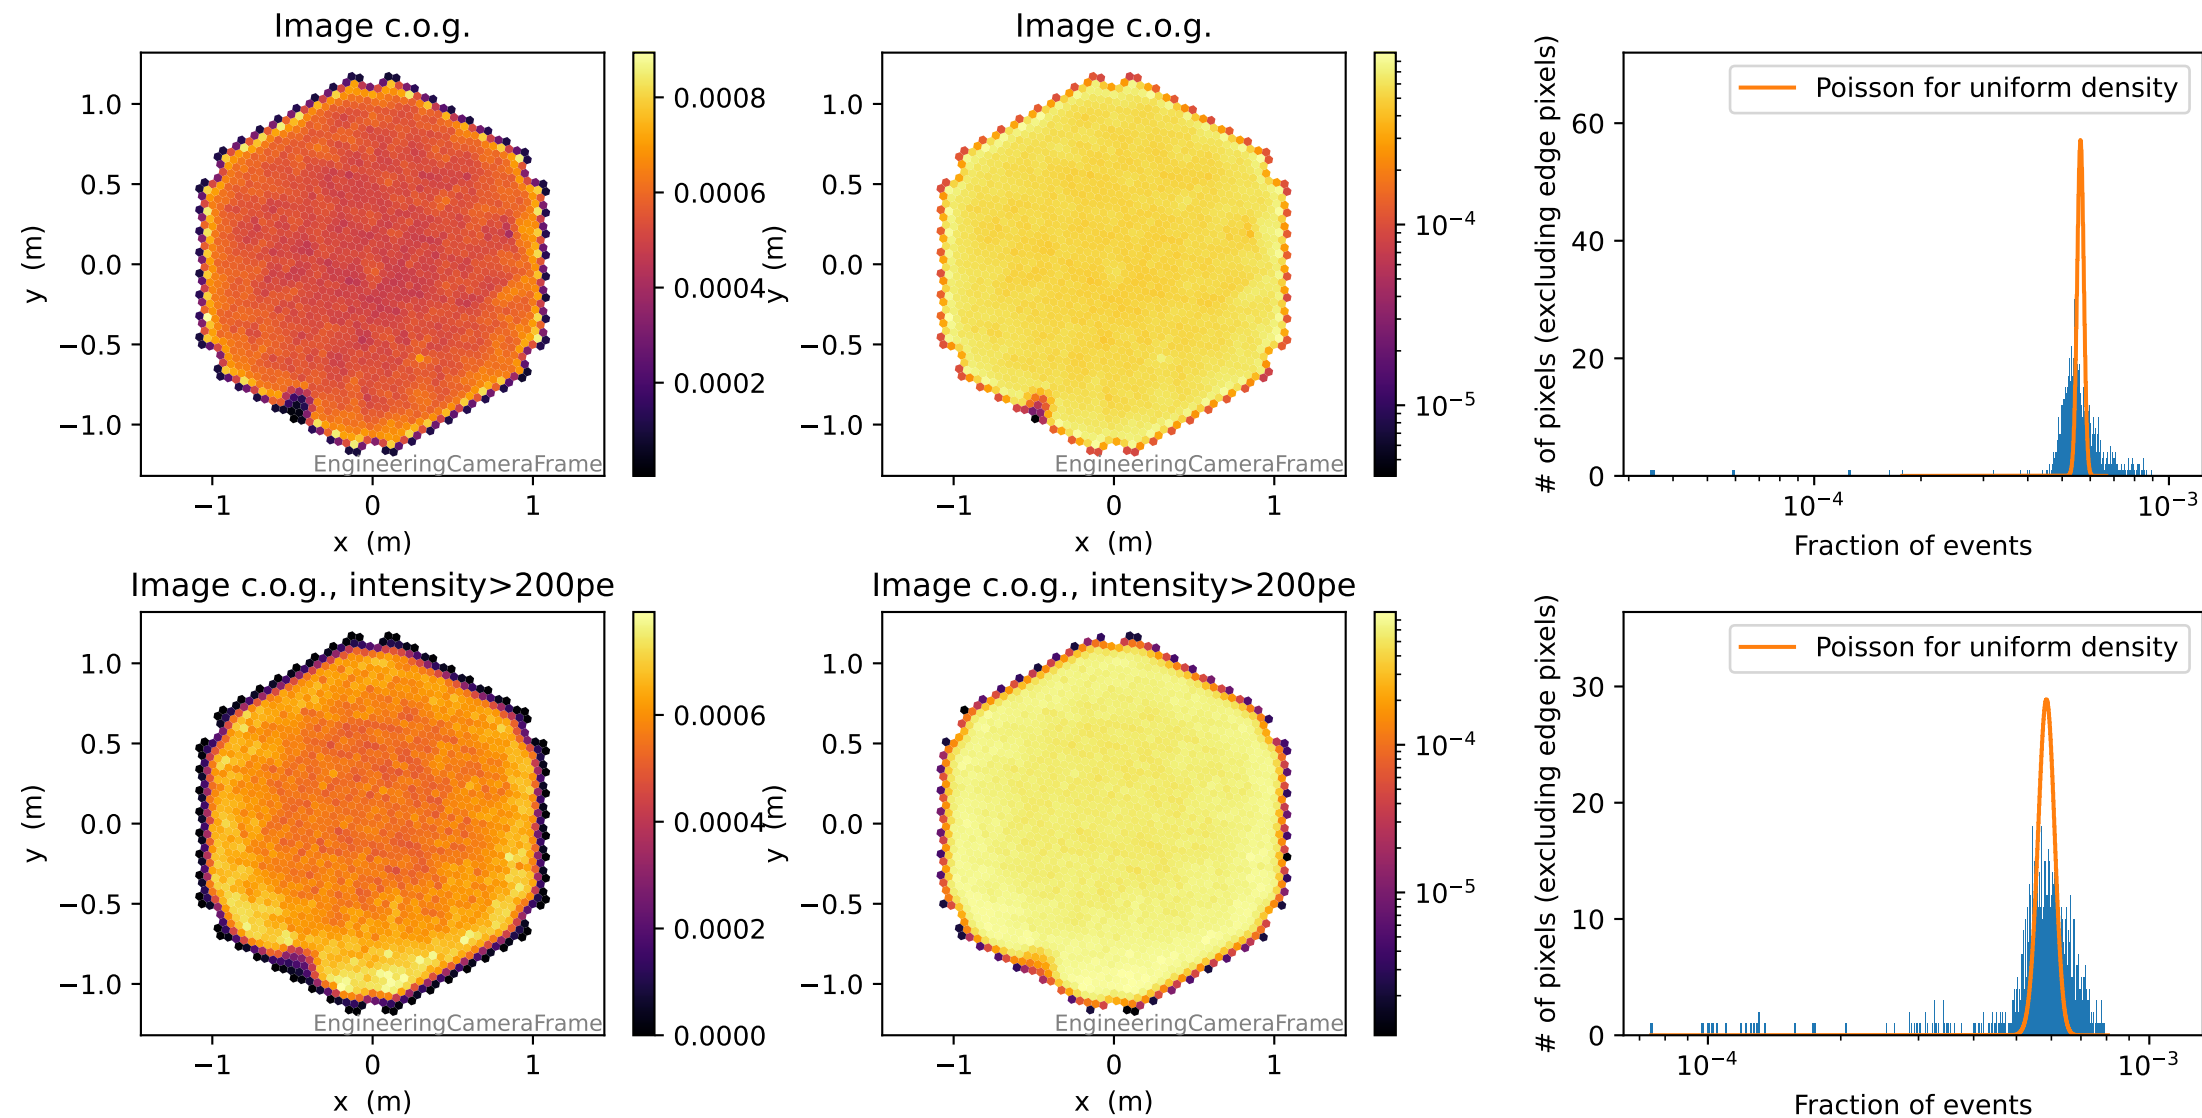 Image c.o.g.
1.0
0.5
0.0
−0.5
−1.0
y (m)
−1
0
1
x (m)
EngineeringCameraFrame
0.0008
0.0006
0.0004
0.0002
Image c.o.g.
1.0
0.5
0.0
−0.5
−1.0
y (m)
−1
0
1
x (m)
EngineeringCameraFrame
10⁻⁴
10⁻⁵
Poisson for uniform density
60
40
20
0
# of pixels (excluding edge pixels)
10⁻⁴
10⁻³
Fraction of events
Image c.o.g., intensity>200pe
1.0
0.5
0.0
−0.5
−1.0
y (m)
−1
0
1
x (m)
EngineeringCameraFrame
0.0006
0.0004
0.0002
0.0000
Image c.o.g., intensity>200pe
1.0
0.5
0.0
−0.5
−1.0
y (m)
−1
0
1
x (m)
EngineeringCameraFrame
10⁻⁴
10⁻⁵
Poisson for uniform density
30
20
10
0
# of pixels (excluding edge pixels)
10⁻⁴
10⁻³
Fraction of events